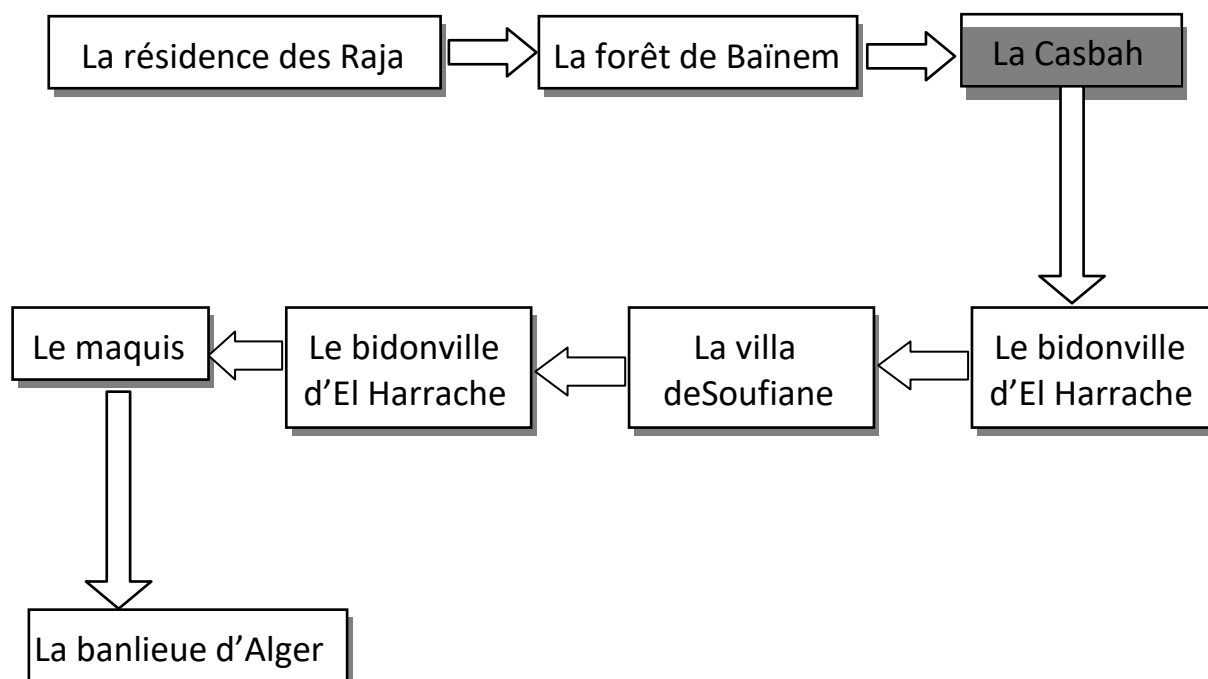 La résidence des Raja
La forêt de Baïnem
La Casbah
Le bidonville
d’El Harrache
La villa
deSoufiane
Le bidonville
d’El Harrache
Le maquis
La banlieue d’Alger